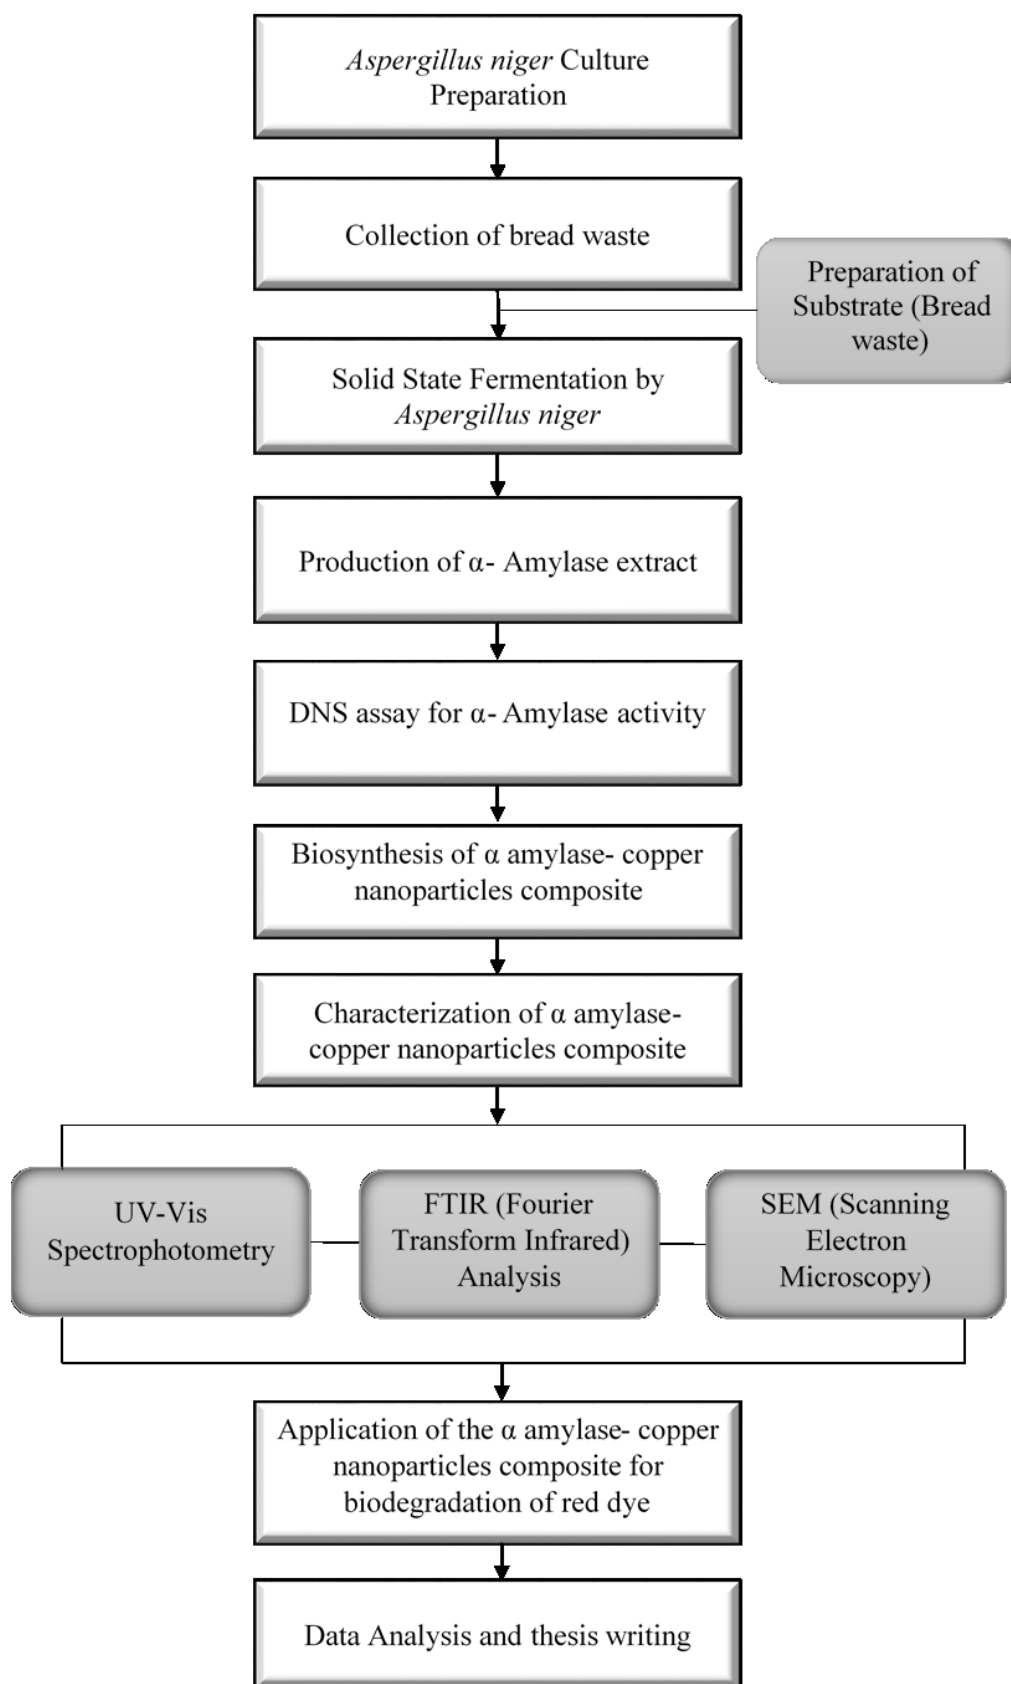 Aspergillus niger Culture
Preparation
Collection of bread waste
Preparation of
Substrate (Bread
waste)
Solid State Fermentation by
Aspergillus niger
Production of α- Amylase extract
DNS assay for α- Amylase activity
Biosynthesis of α amylase- copper
nanoparticles composite
Characterization of α amylase-
copper nanoparticles composite
UV-Vis
Spectrophotometry
FTIR (Fourier
Transform Infrared)
Analysis
SEM (Scanning
Electron
Microscopy)
Application of the α amylase- copper
nanoparticles composite for
biodegradation of red dye
Data Analysis and thesis writing